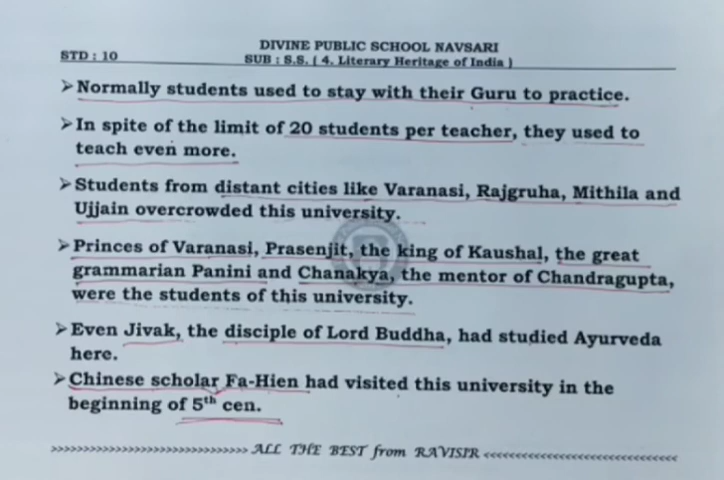 DIVINE PUBLIC SCHOOL NAVSARI
STD : 10 SUB : S.S. ( 4. Literary Heritage of India )
➢Normally students used to stay with their Guru to practice.
➢In spite of the limit of 20 students per teacher, they used to
teach even more.
➢Students from distant cities like Varanasi, Rajgruha, Mithila and
Ujjain overcrowded this university.
➢Princes of Varanasi, Prasenjit, the king of Kaushal, the great
grammarian Panini and Chanakya, the mentor of Chandragupta,
were the students of this university.
➢Even Jivak, the disciple of Lord Buddha, had studied Ayurveda
here.
➢Chinese scholar Fa-Hien had visited this university in the
beginning of 5th cen.
ALL THE BEST from RAVISIR